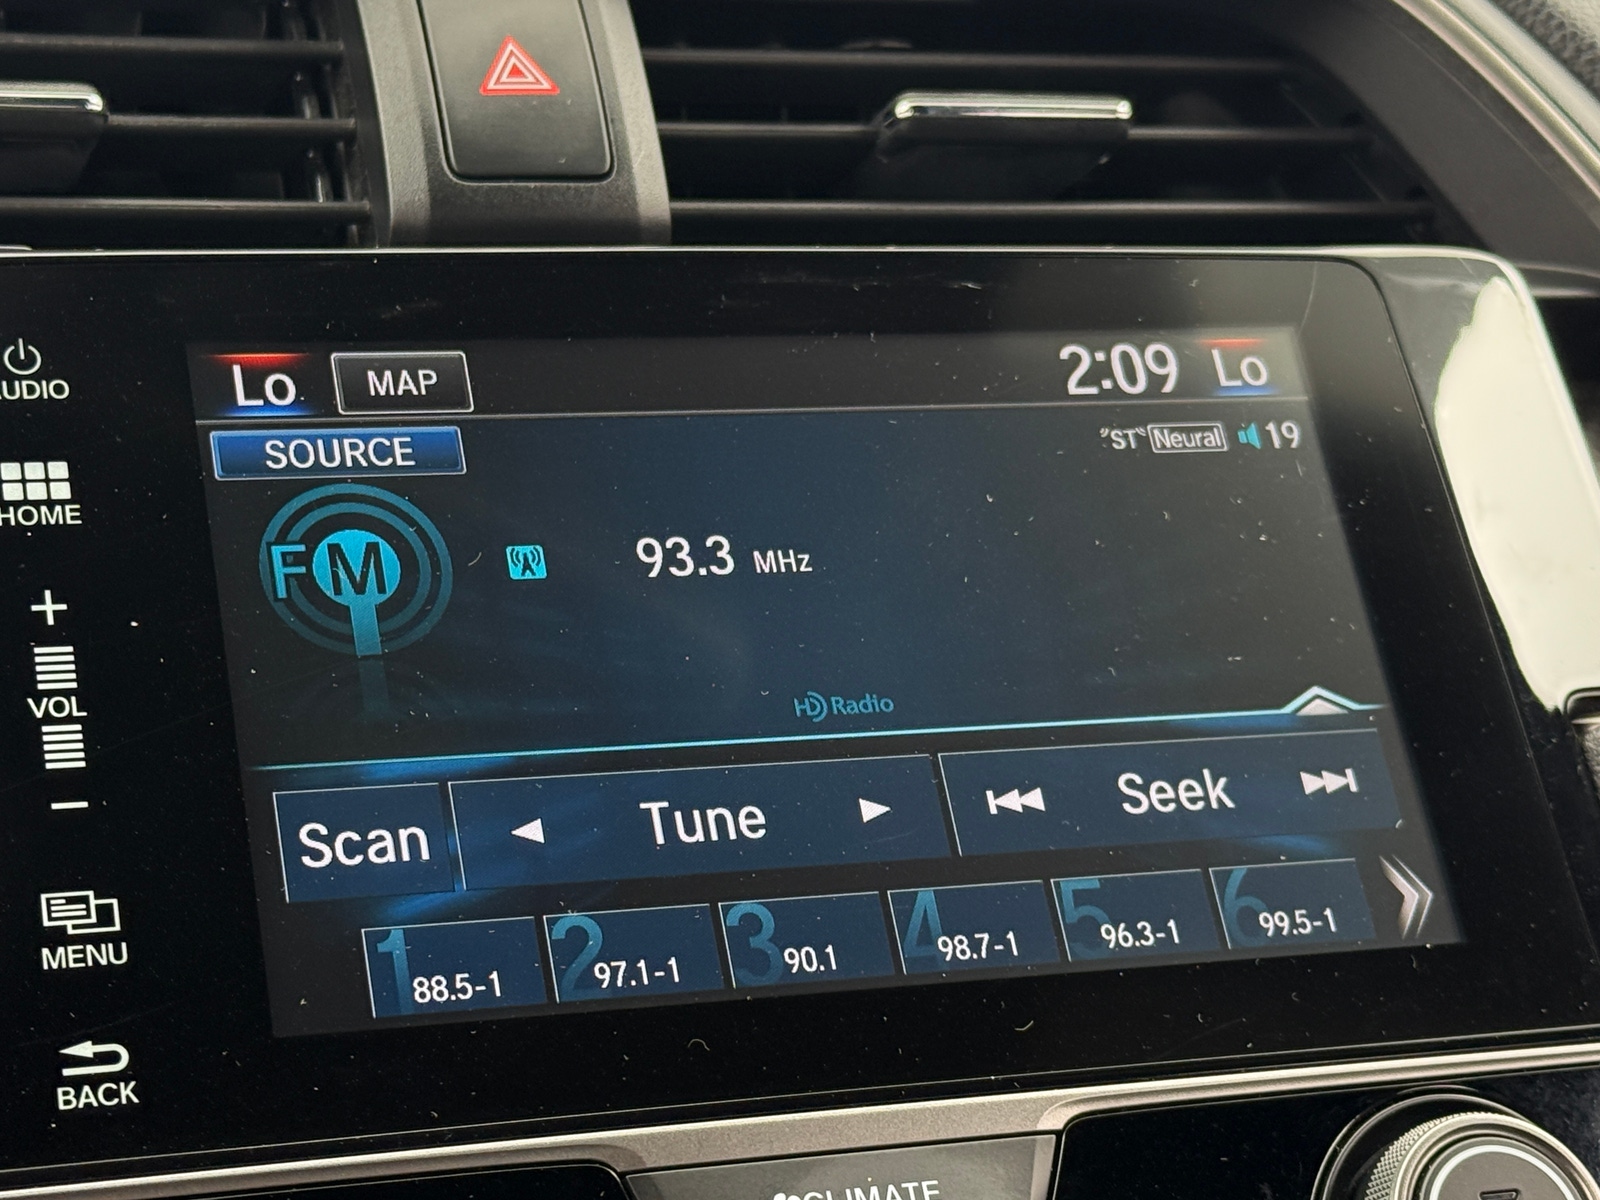 AUDIO
HOME
+
VOL
−
MENU
BACK
Lo
MAP
2:09
Lo
SOURCE
"ST" Neural 19
FM
93.3 MHz
HD Radio
Scan
Tune
Seek
1 88.5-1
2 97.1-1
3 90.1
4 98.7-1
5 96.3-1
6 99.5-1
CLIMATE